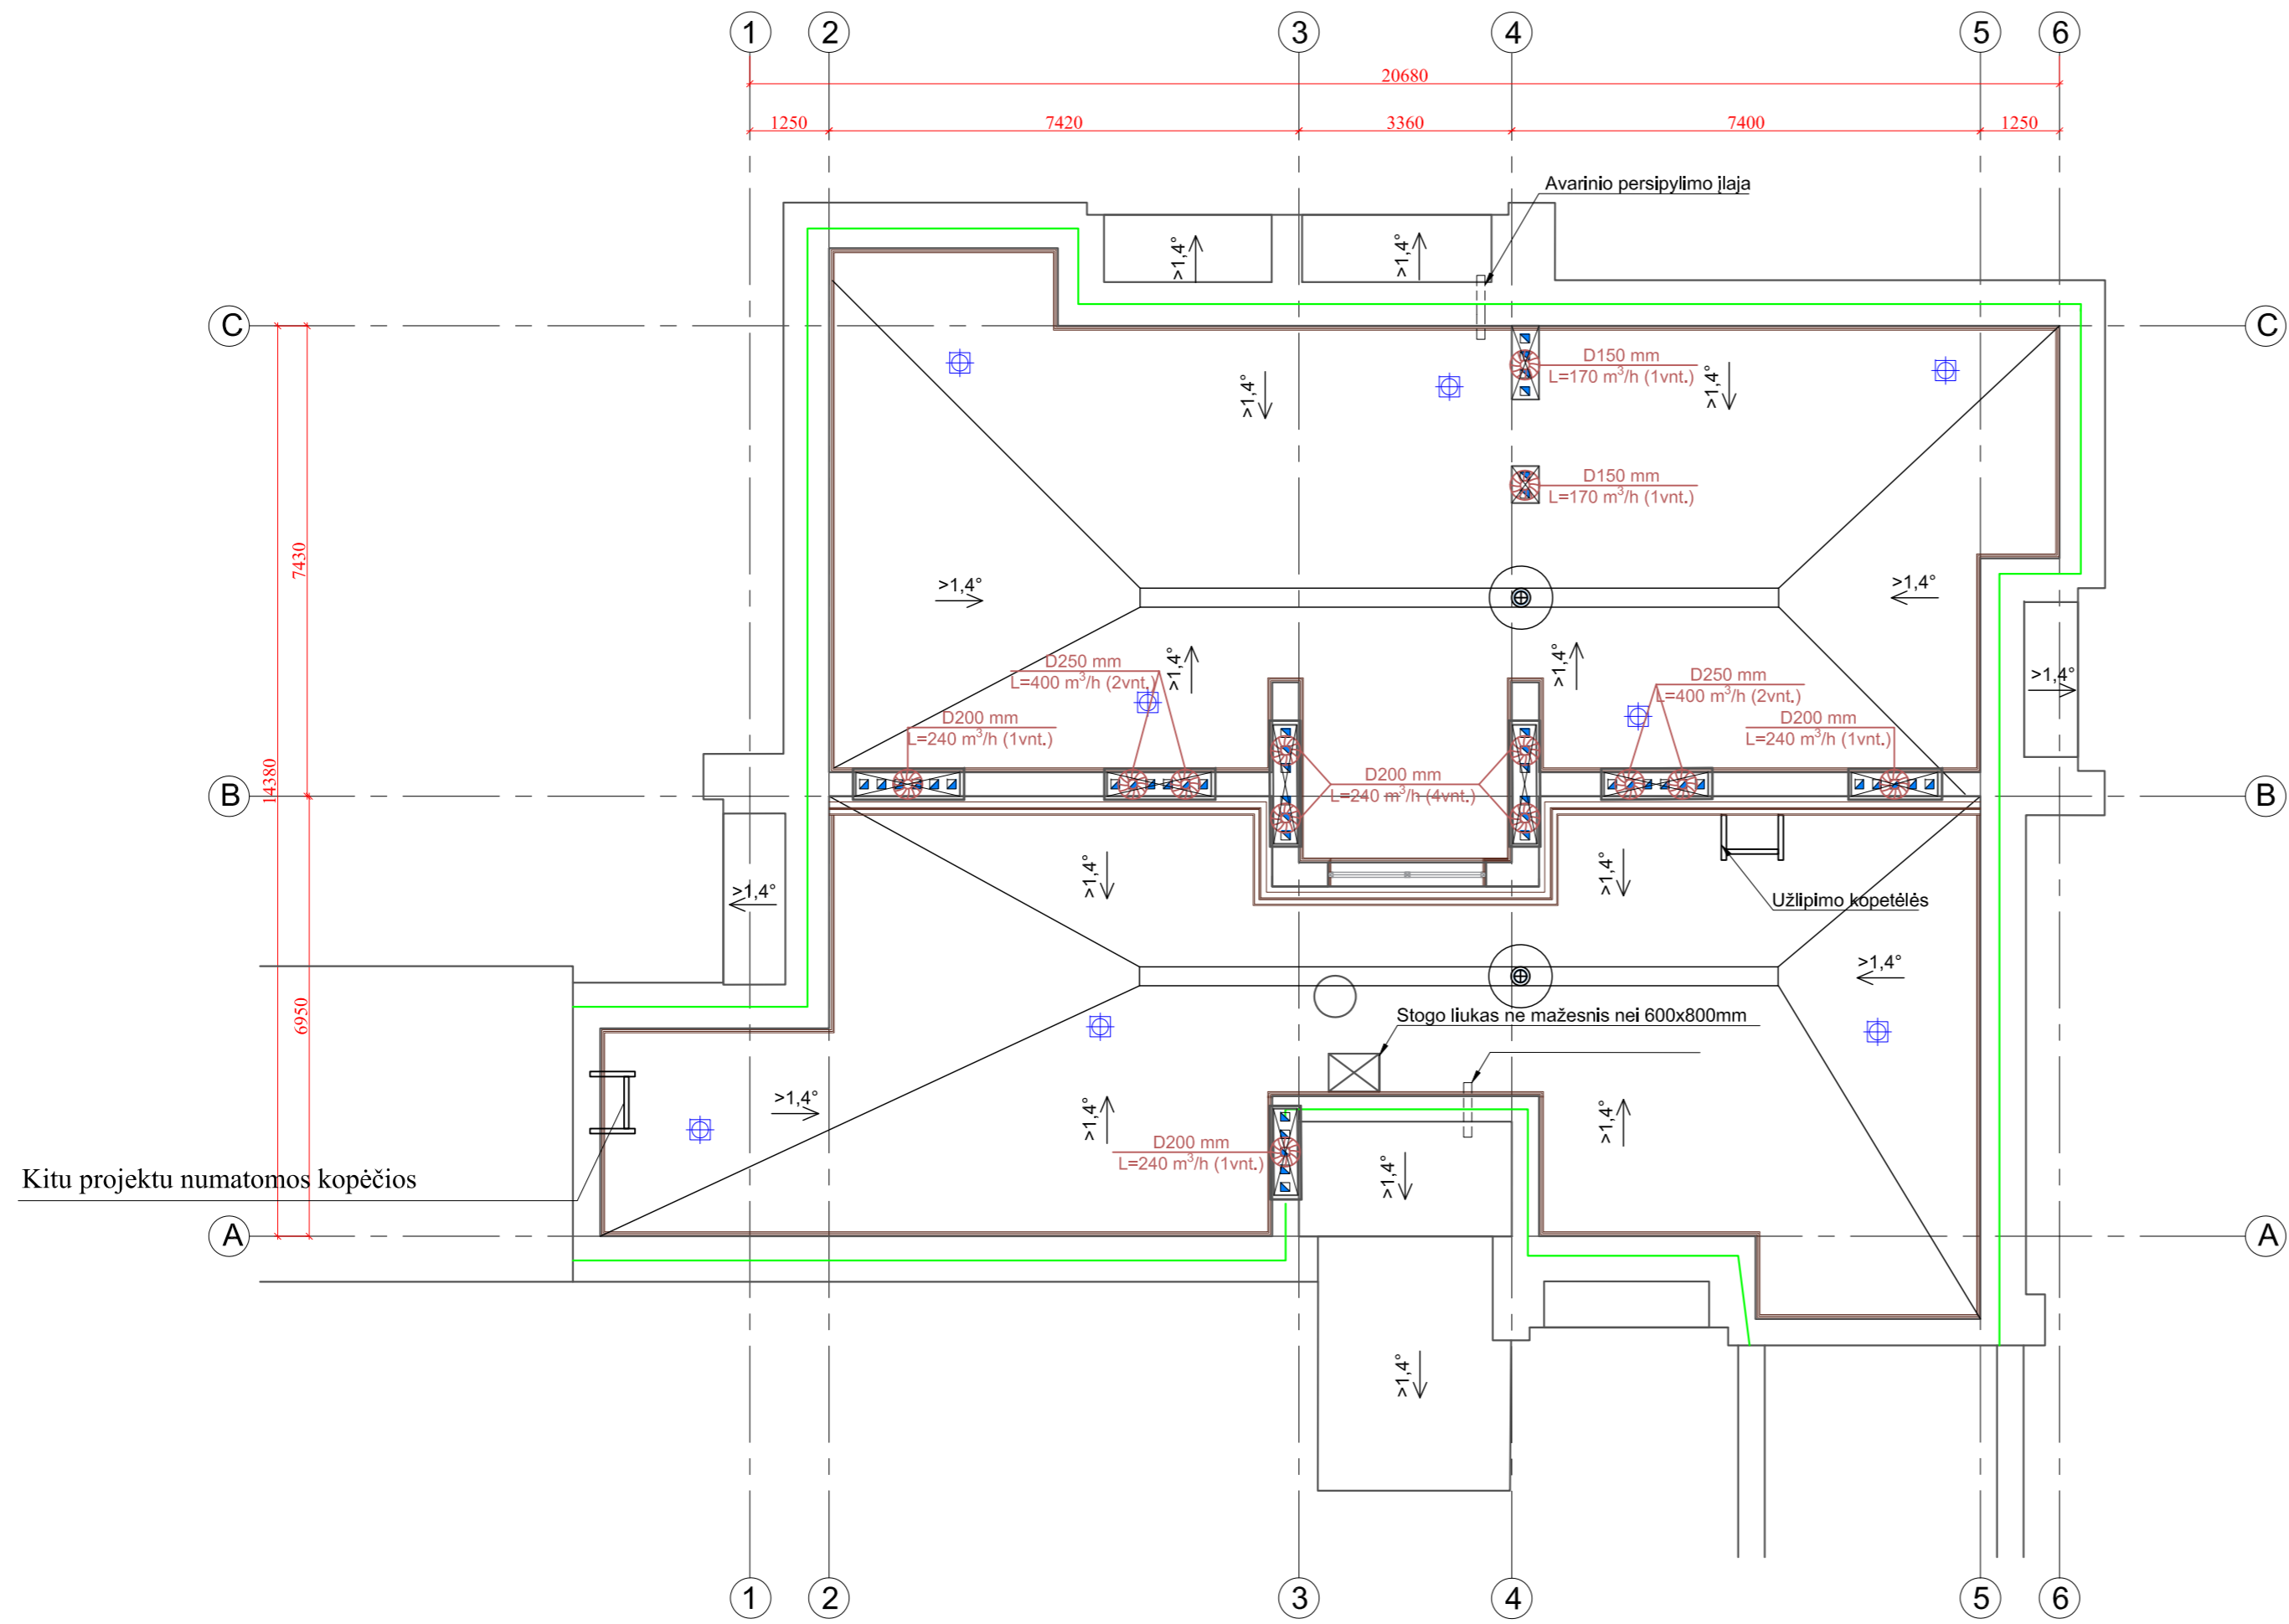 1 2 3 4 5 6
20680
1250 7420 3360 7400 1250
Avarinio persipylimo įlaja
>1,4° >1,4°
C C
D150 mm
L=170 m³/h (1vnt.)
>1,4° >1,4°
D150 mm
L=170 m³/h (1vnt.)
7430
>1,4° >1,4°
D250 mm
L=400 m³/h (2vnt.)
>1,4° >1,4°
D250 mm
L=400 m³/h (2vnt.)
>1,4°
D200 mm
L=240 m³/h (1vnt.)
D200 mm
L=240 m³/h (1vnt.)
14380
D200 mm
L=240 m³/h (4vnt.)
B B
>1,4° >1,4° >1,4°
Užlipimo kopetėlės
>1,4°
6950
Stogo liukas ne mažesnis nei 600x800mm
>1,4° >1,4° >1,4°
D200 mm
L=240 m³/h (1vnt.)
>1,4°
Kitu projektu numatomos kopėčios
A A
>1,4°
1 2 3 4 5 6